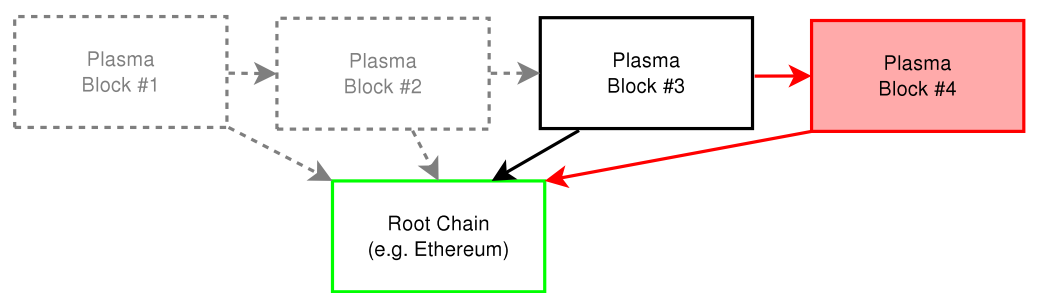 Plasma
Block #1
Plasma
Block #2
Plasma
Block #3
Plasma
Block #4
Root Chain
(e.g. Ethereum)